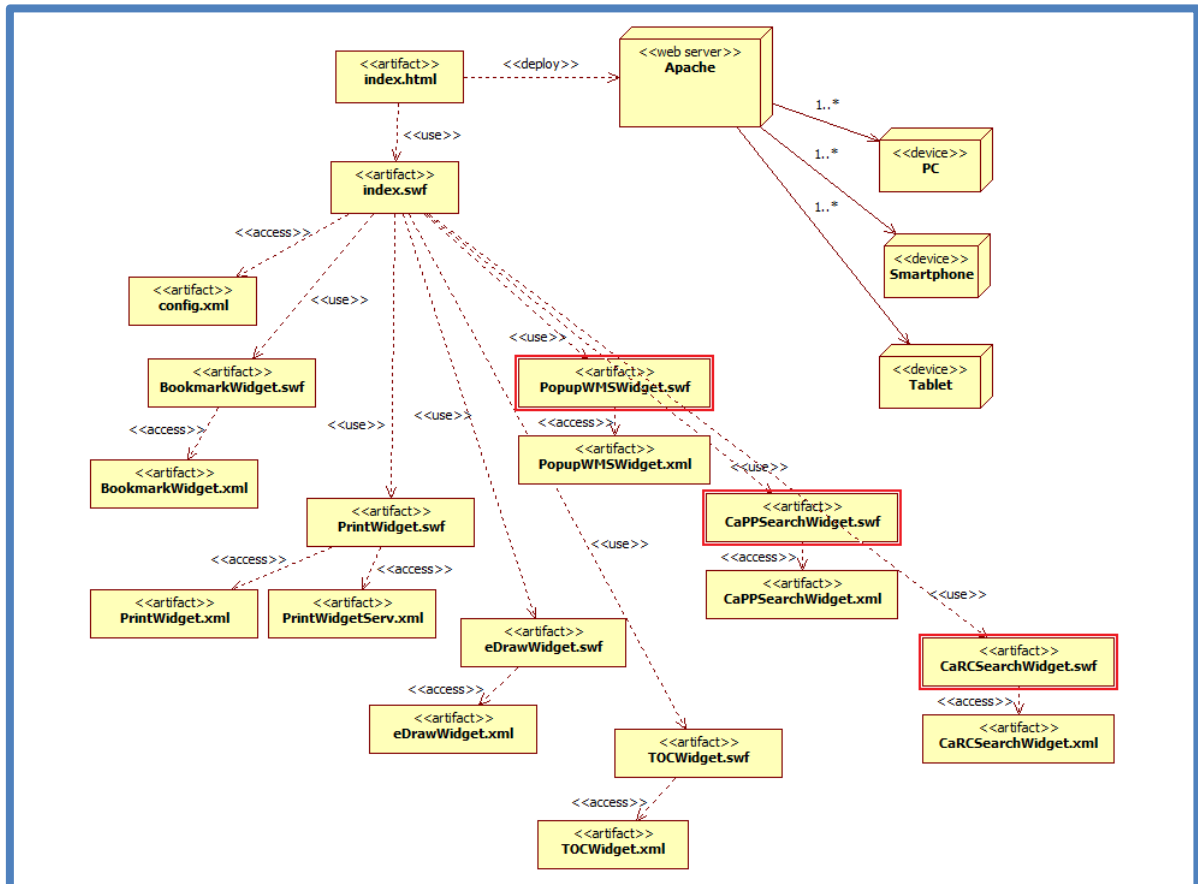 <<artifact>>
index.html
<<deploy>>
<<web server>>
Apache
1..*
<<device>>
PC
<<use>>
1..*
<<artifact>>
index.swf
1..*
<<device>>
Smartphone
<<access>>
<<artifact>>
config.xml
<<use>>
<<use>>
<<device>>
Tablet
<<artifact>>
BookmarkWidget.swf
<<artifact>>
PopupWMSWidget.swf
<<access>>
<<use>>
<<use>>
<<access>>
<<artifact>>
BookmarkWidget.xml
<<artifact>>
PopupWMSWidget.xml
<<use>>
<<artifact>>
PrintWidget.swf
<<artifact>>
CaPPSearchWidget.swf
<<access>>
<<access>>
<<use>>
<<access>>
<<artifact>>
PrintWidget.xml
<<artifact>>
PrintWidgetServ.xml
<<artifact>>
CaPPSearchWidget.xml
<<use>>
<<artifact>>
eDrawWidget.swf
<<artifact>>
CaRCSearchWidget.swf
<<access>>
<<access>>
<<artifact>>
eDrawWidget.xml
<<artifact>>
CaRCSearchWidget.xml
<<artifact>>
TOCWidget.swf
<<access>>
<<artifact>>
TOCWidget.xml